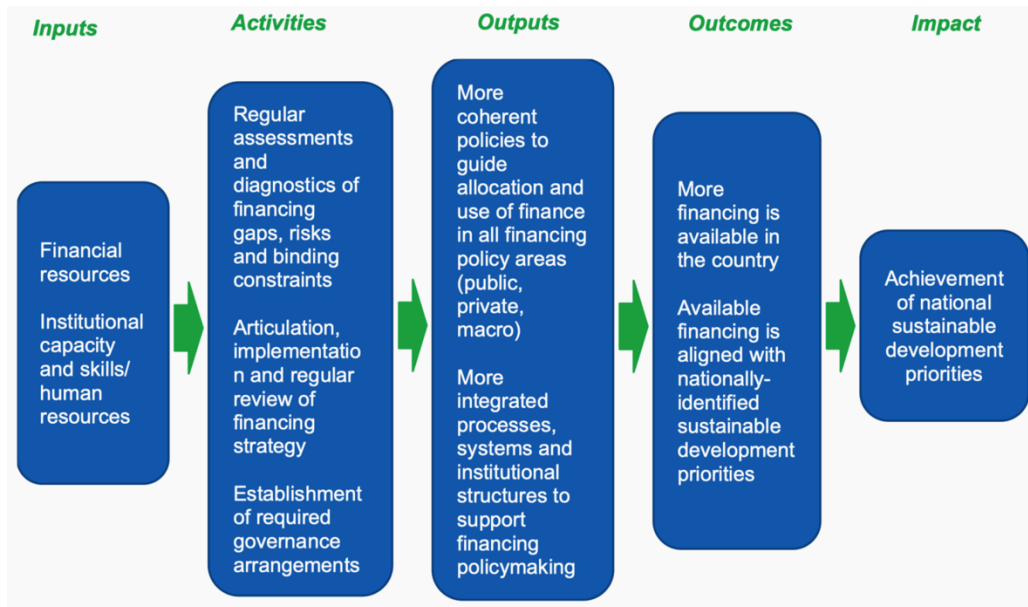 Inputs
Activities
Outputs
Outcomes
Impact
Financial
resources
Institutional
capacity
and skills/
human
resources
Regular
assessments
and
diagnostics of
financing
gaps, risks
and binding
constraints
Articulation,
implementatio
n and regular
review of
financing
strategy
Establishment
of required
governance
arrangements
More
coherent
policies to
guide
allocation and
use of finance
in all financing
policy areas
(public,
private,
macro)
More
integrated
processes,
systems and
institutional
structures to
support
financing
policymaking
More
financing is
available in
the country
Available
financing is
aligned with
nationally-
identified
sustainable
development
priorities
Achievement
of national
sustainable
development
priorities